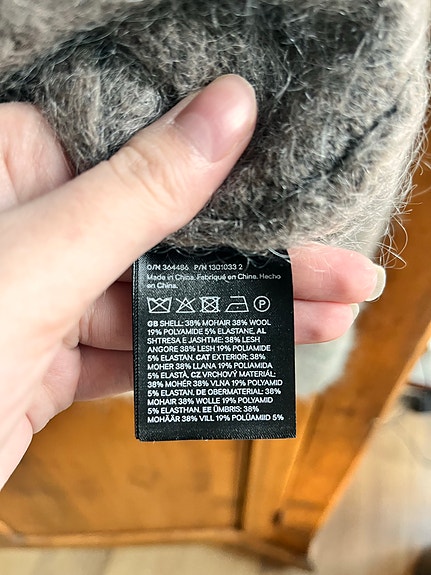 O/N 364486 P/N 1301033 2
Made in China. Fabriqué en Chine. Hecho
en China.
P
GB SHELL: 38% MOHAIR 38% WOOL
19% POLYAMIDE 5% ELASTANE. AL
SHTRESA E JASHTME: 38% LESH
ANGORE 38% LESH 19% POLIAMIDE
5% ELASTAN. CAT EXTERIOR: 38%
MOHER 38% LLANA 19% POLIAMIDA
5% ELASTÀ. CZ VRCHOVÝ MATERIÁL:
38% MOHÉR 38% VLNA 19% POLYAMID
5% ELASTAN. DE OBERMATERIAL: 38%
MOHAIR 38% WOLLE 19% POLYAMID
5% ELASTHAN. EE ÜMBRIS: 38%
MOHÄÄR 38% VILL 19% POLÜAMIID 5%